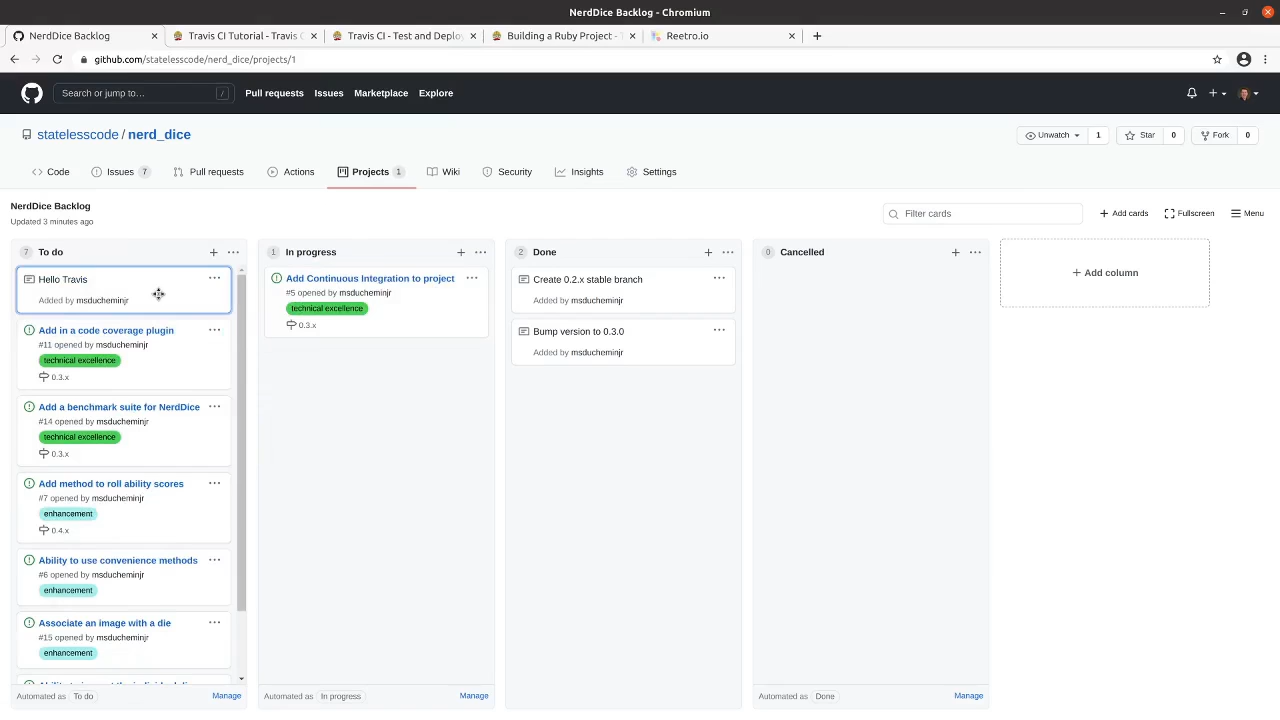 NerdDice Backlog - Chromium
NerdDice Backlog
Travis CI Tutorial - Travis C
Travis CI - Test and Deploy
Building a Ruby Project - T
Reetro.io
github.com/statelesscode/nerd_dice/projects/1
Search or jump to…
/
Pull requests
Issues
Marketplace
Explore
statelesscode / nerd_dice
Unwatch 1
Star 0
Fork 0
Code
Issues 7
Pull requests
Actions
Projects 1
Wiki
Security
Insights
Settings
NerdDice Backlog
Updated 3 minutes ago
Filter cards
Add cards
Fullscreen
Menu
7 To do
Hello Travis
Added by msducheminjr
Add in a code coverage plugin
#11 opened by msducheminjr
technical excellence
0.3.x
Add a benchmark suite for NerdDice
#14 opened by msducheminjr
technical excellence
0.3.x
Add method to roll ability scores
#7 opened by msducheminjr
enhancement
0.4.x
Ability to use convenience methods
#6 opened by msducheminjr
enhancement
Associate an image with a die
#15 opened by msducheminjr
enhancement
Automated as To do
Manage
1 In progress
Add Continuous Integration to project
#5 opened by msducheminjr
technical excellence
0.3.x
Automated as In progress
Manage
2 Done
Create 0.2.x stable branch
Added by msducheminjr
Bump version to 0.3.0
Added by msducheminjr
0 Cancelled
Automated as Done
Manage
Add column